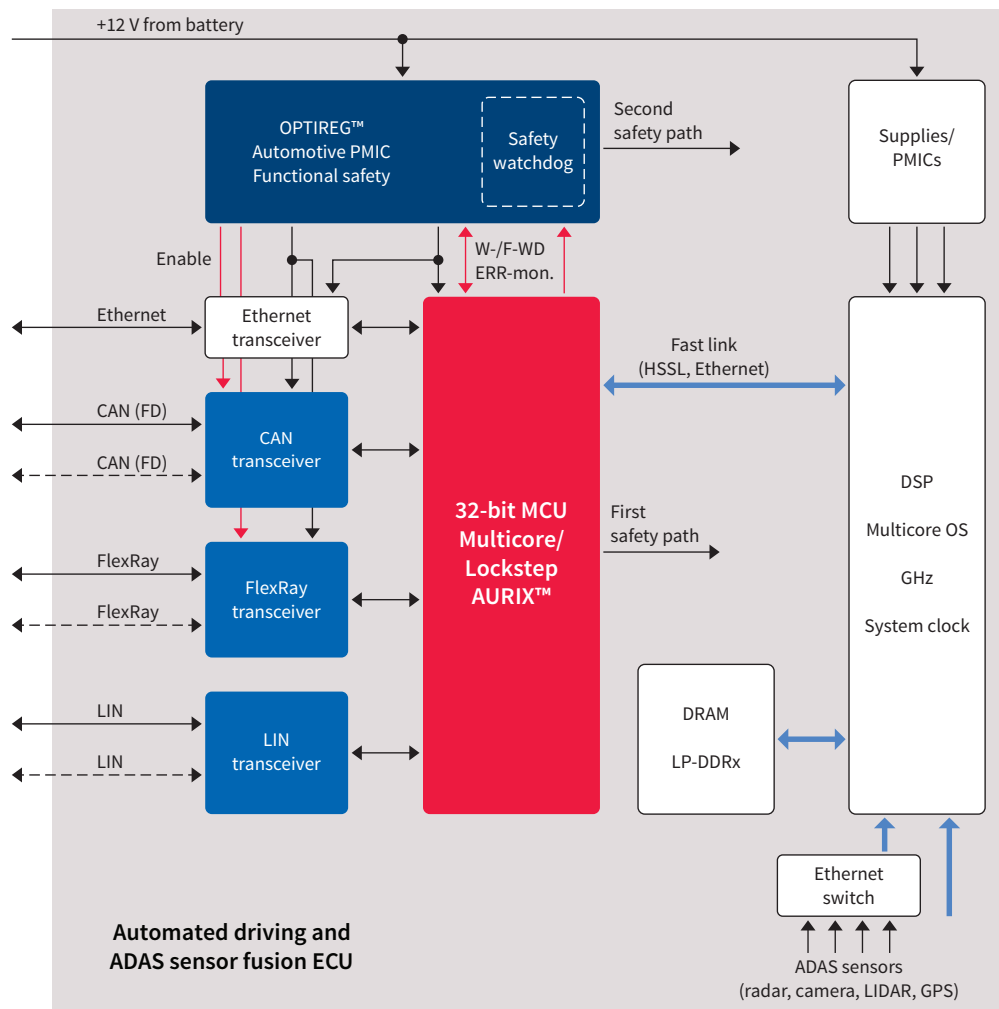 +12 V from battery
OPTIREG™
Automotive PMIC
Functional safety
Safety
watchdog
Second
safety path
Supplies/
PMICs
Enable
W-/F-WD
ERR-mon.
Ethernet
Ethernet
transceiver
Fast link
(HSSL, Ethernet)
CAN (FD)
CAN (FD)
CAN
transceiver
32-bit MCU
Multicore/
Lockstep
AURIX™
First
safety path
DSP
Multicore OS
GHz
System clock
FlexRay
FlexRay
FlexRay
transceiver
LIN
LIN
LIN
transceiver
DRAM
LP-DDRx
Ethernet
switch
Automated driving and
ADAS sensor fusion ECU
ADAS sensors
(radar, camera, LIDAR, GPS)